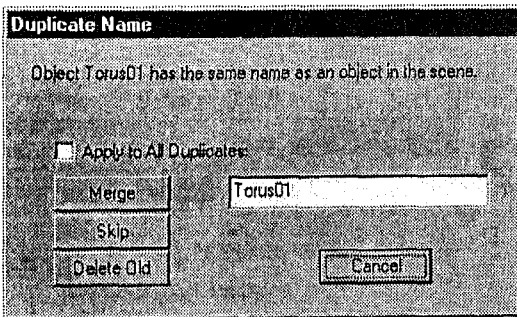 Duplicate Name
Object Torus01 has the same name as an object in the scene.
Apply to All Duplicates
Merge
Torus01
Skip
Delete Old
Cancel